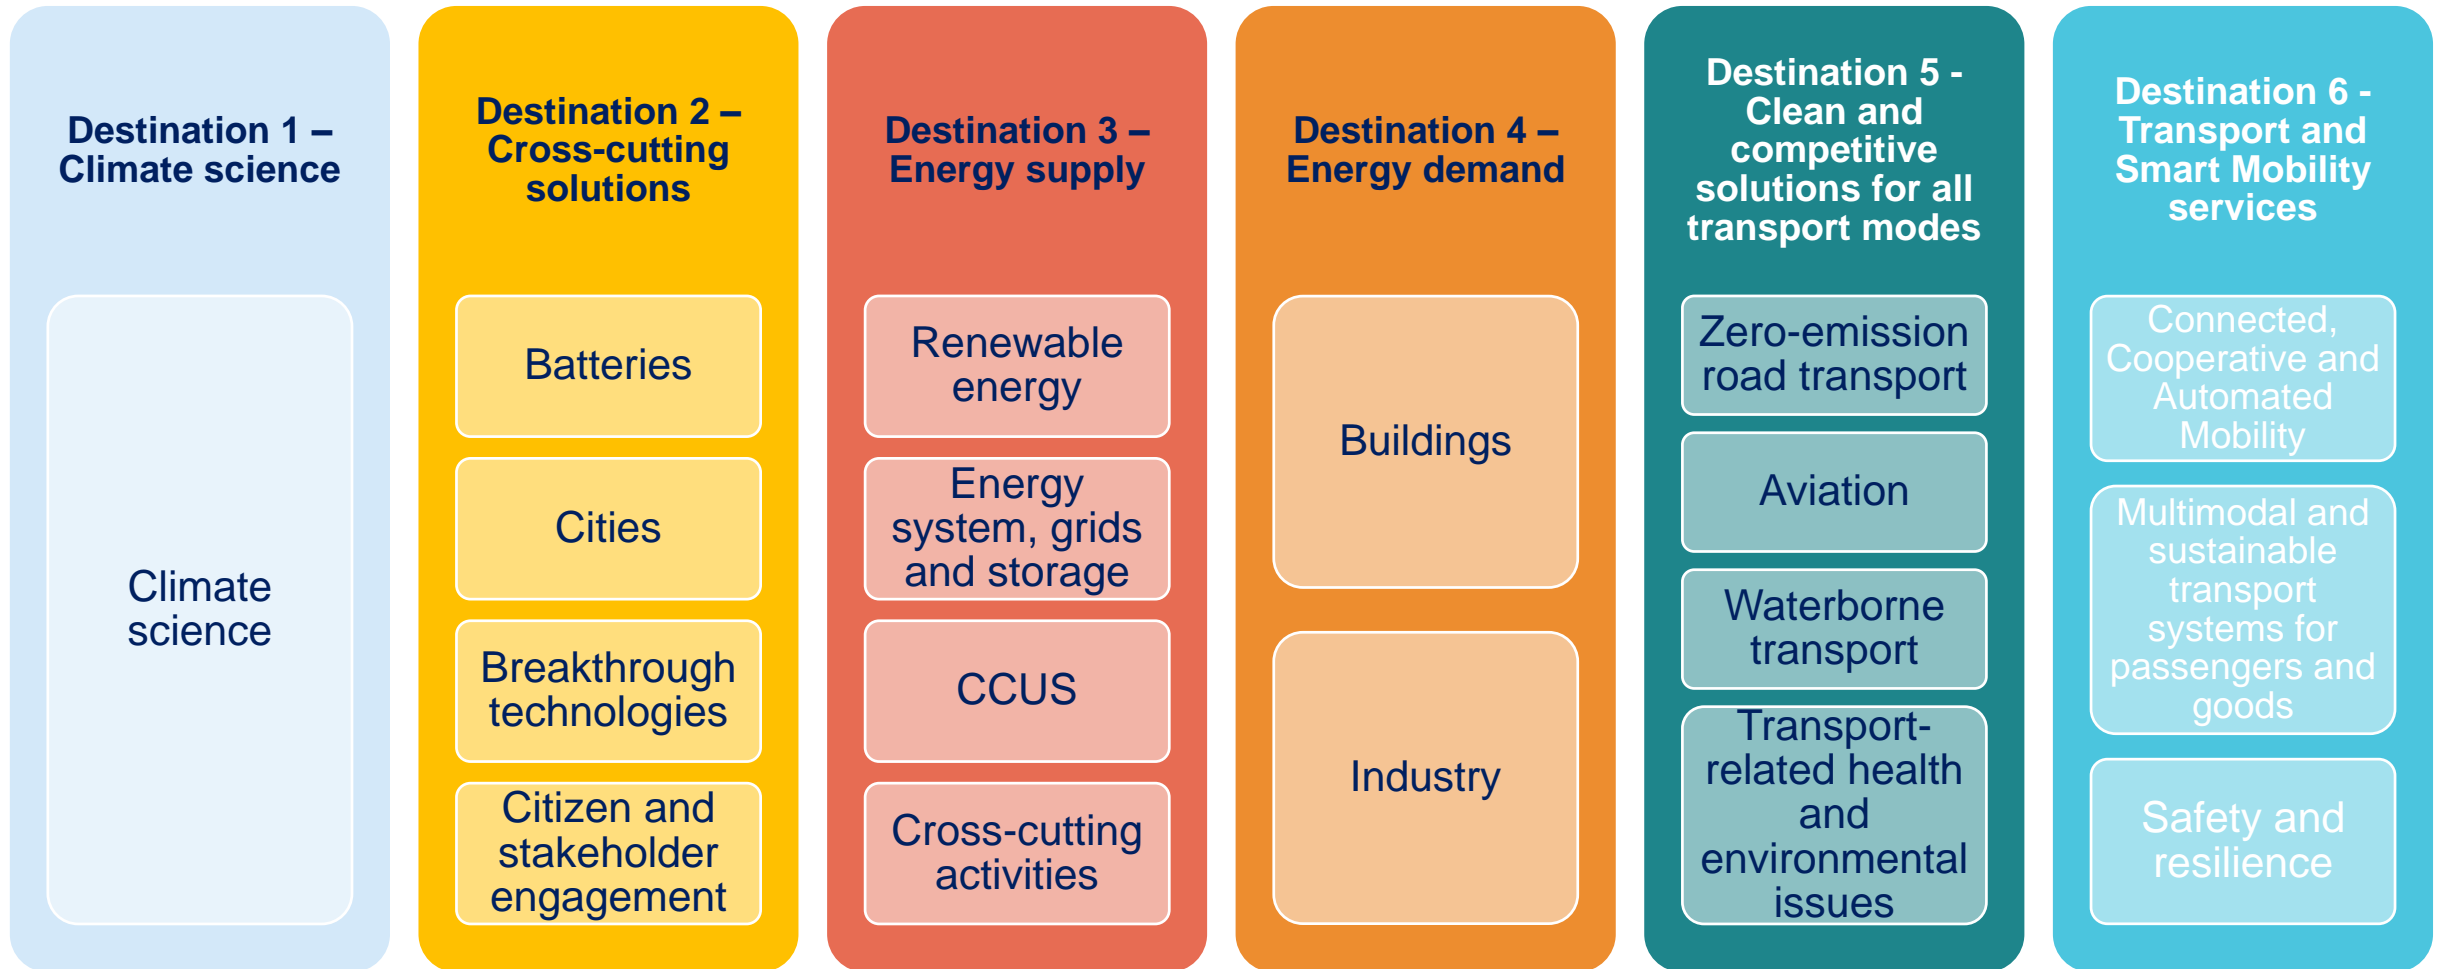 Destination 1 –
Climate science
Climate
science
Destination 2 –
Cross-cutting
solutions
Batteries
Cities
Breakthrough
technologies
Citizen and
stakeholder
engagement
Destination 3 –
Energy supply
Renewable
energy
Energy
system, grids
and storage
CCUS
Cross-cutting
activities
Destination 4 –
Energy demand
Buildings
Industry
Destination 5 -
Clean and
competitive
solutions for all
transport modes
Zero-emission
road transport
Aviation
Waterborne
transport
Transport-
related health
and
environmental
issues
Destination 6 -
Transport and
Smart Mobility
services
Connected,
Cooperative and
Automated
Mobility
Multimodal and
sustainable
transport
systems for
passengers and
goods
Safety and
resilience